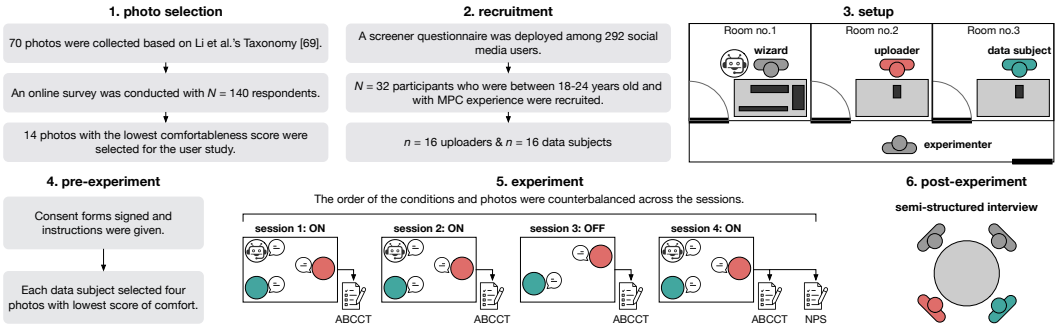 1. photo selection
70 photos were collected based on Li et al.'s Taxonomy [69].
An online survey was conducted with N = 140 respondents.
14 photos with the lowest comfortableness score were
selected for the user study.
2. recruitment
A screener questionnaire was deployed among 292 social
media users.
N = 32 participants who were between 18-24 years old and
with MPC experience were recruited.
n = 16 uploaders & n = 16 data subjects
3. setup
Room no.1
Room no.2
Room no.3
wizard
uploader
data subject
experimenter
4. pre-experiment
Consent forms signed and
instructions were given.
Each data subject selected four
photos with lowest score of comfort.
5. experiment
The order of the conditions and photos were counterbalanced across the sessions.
session 1: ON
session 2: ON
session 3: OFF
session 4: ON
ABCCT
ABCCT
ABCCT
ABCCT
NPS
6. post-experiment
semi-structured interview